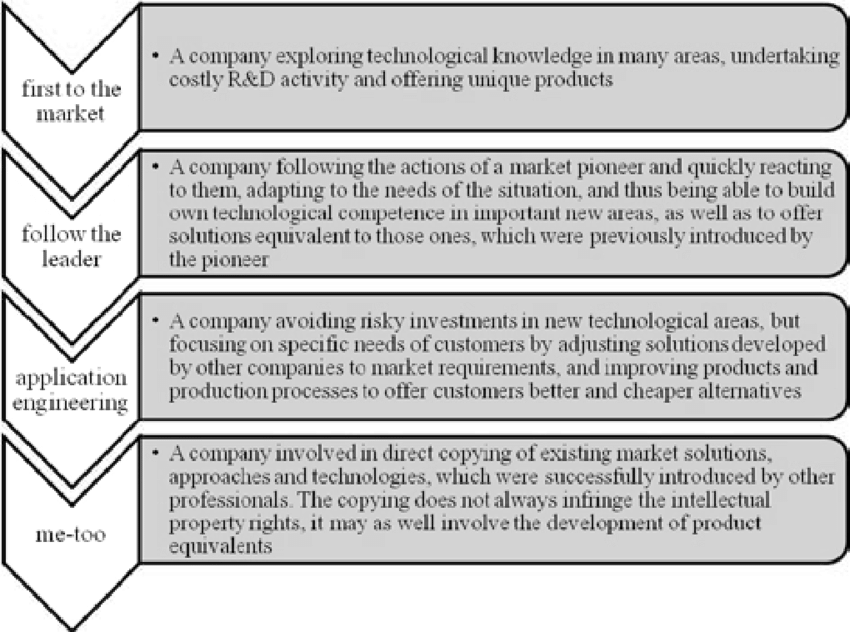 first to the
market
• A company exploring technological knowledge in many areas, undertaking
costly R&D activity and offering unique products
follow the
leader
• A company following the actions of a market pioneer and quickly reacting
to them, adapting to the needs of the situation, and thus being able to build
own technological competence in important new areas, as well as to offer
solutions equivalent to those ones, which were previously introduced by
the pioneer
application
engineering
• A company avoiding risky investments in new technological areas, but
focusing on specific needs of customers by adjusting solutions developed
by other companies to market requirements, and improving products and
production processes to offer customers better and cheaper alternatives
me-too
• A company involved in direct copying of existing market solutions,
approaches and technologies, which were successfully introduced by other
professionals. The copying does not always infringe the intellectual
property rights, it may as well involve the development of product
equivalents